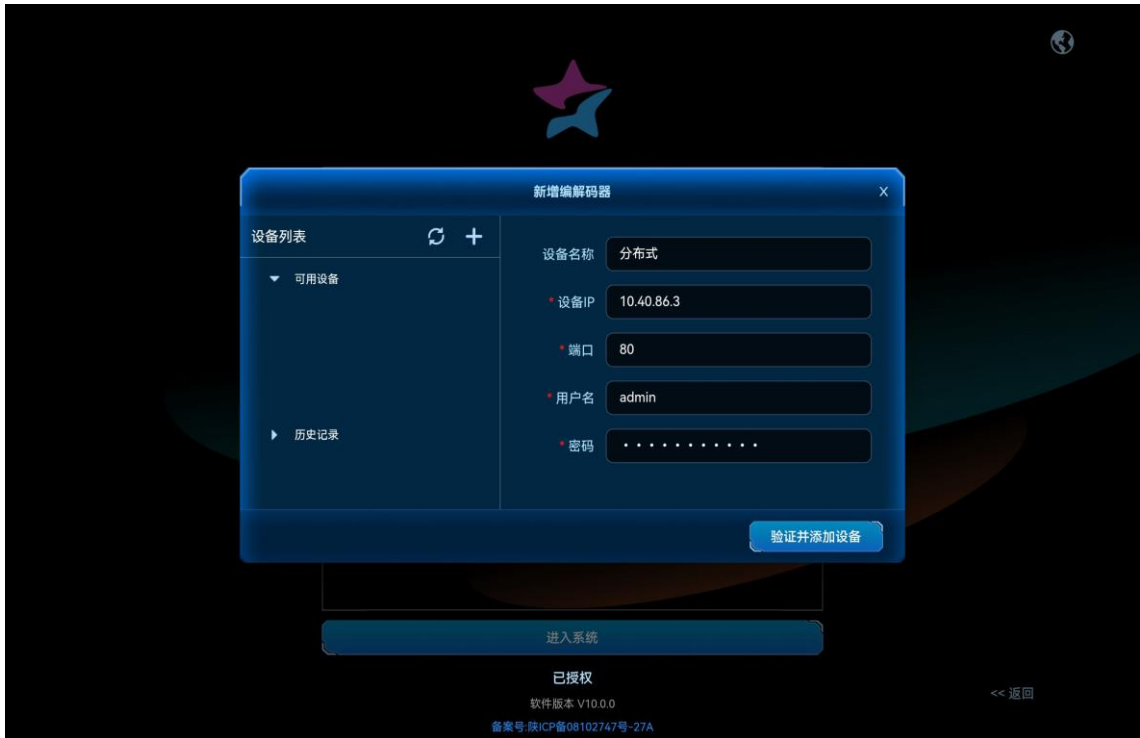 新增编解码器
X
设备列表
可用设备
历史记录
设备名称 分布式
*设备IP 10.40.86.3
*端口 80
*用户名 admin
*密码 ···········
验证并添加设备
进入系统
已授权
软件版本 V10.0.0
<< 返回
备案号:陕ICP备08102747号-27A